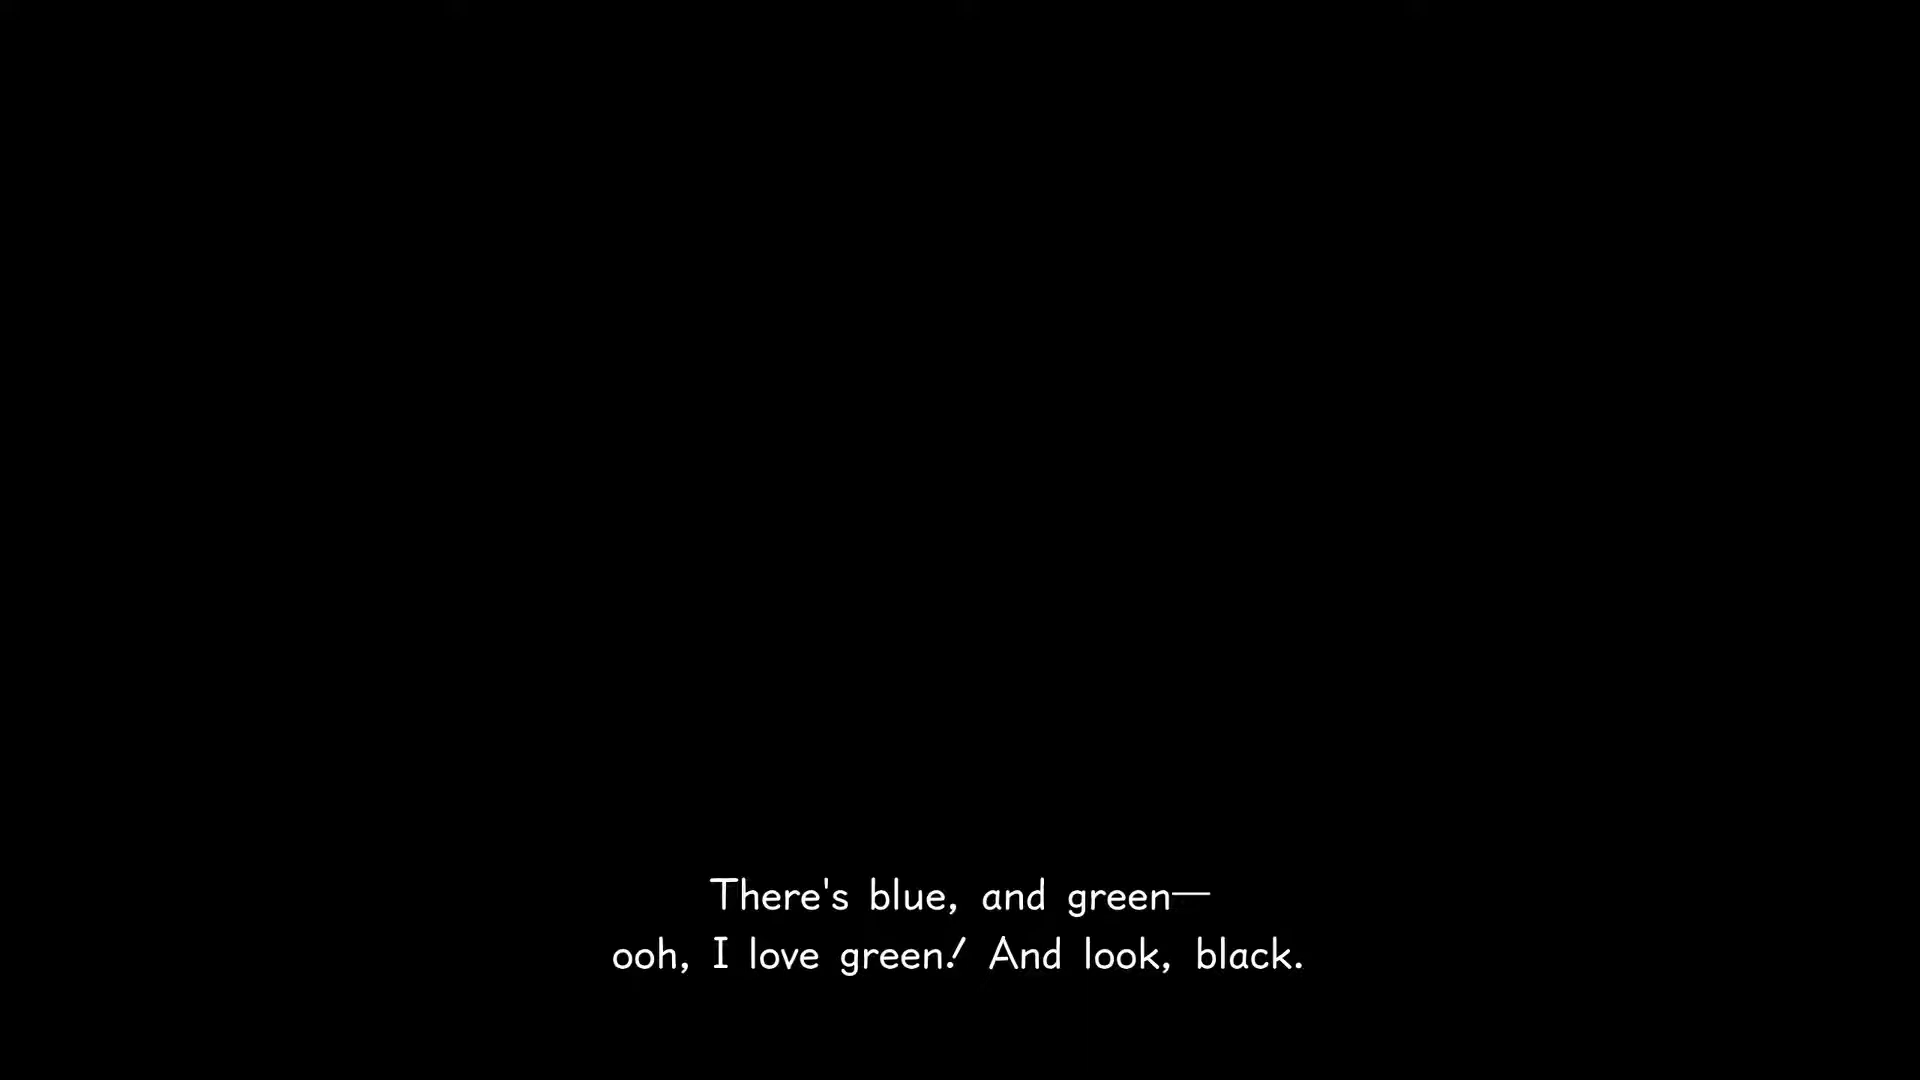 There's blue, and green—
ooh, I love green! And look, black.